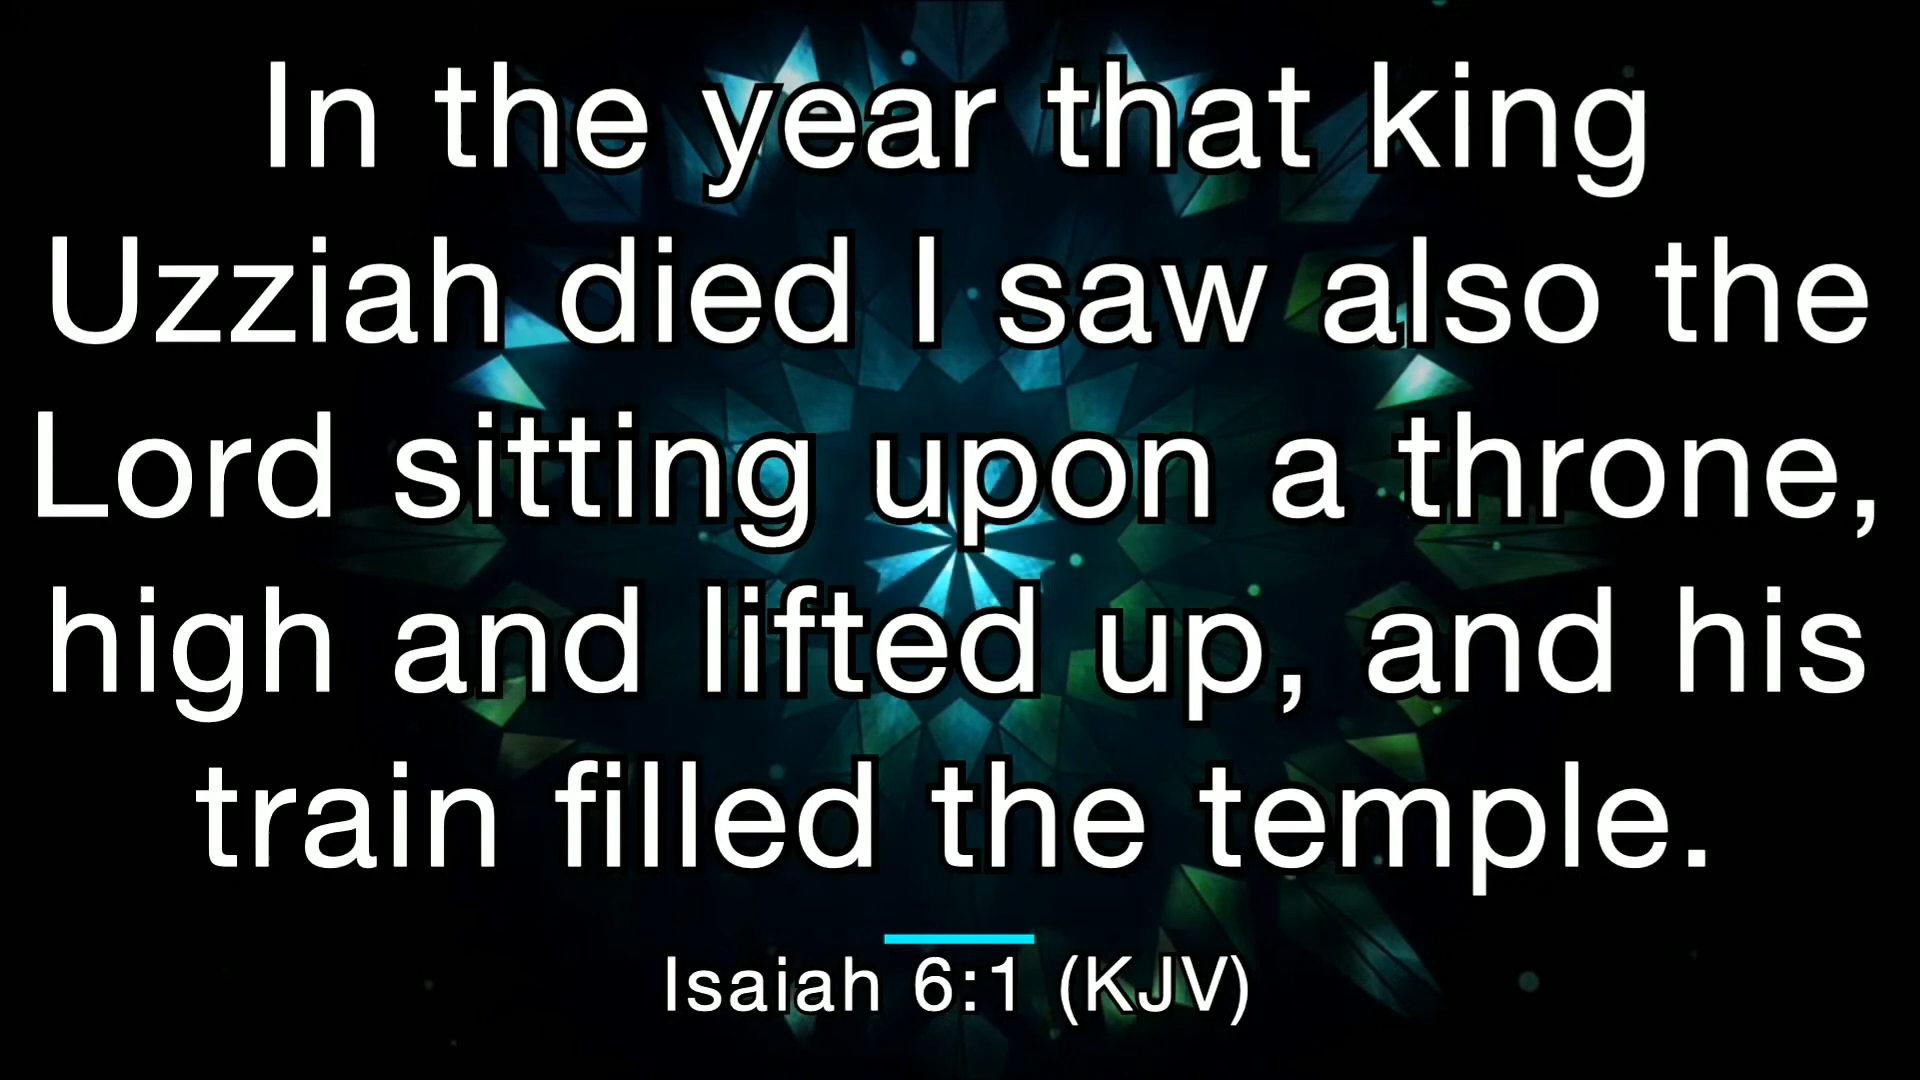 In the year that king
Uzziah died I saw also the
Lord sitting upon a throne,
high and lifted up, and his
train filled the temple.
Isaiah 6:1 (KJV)